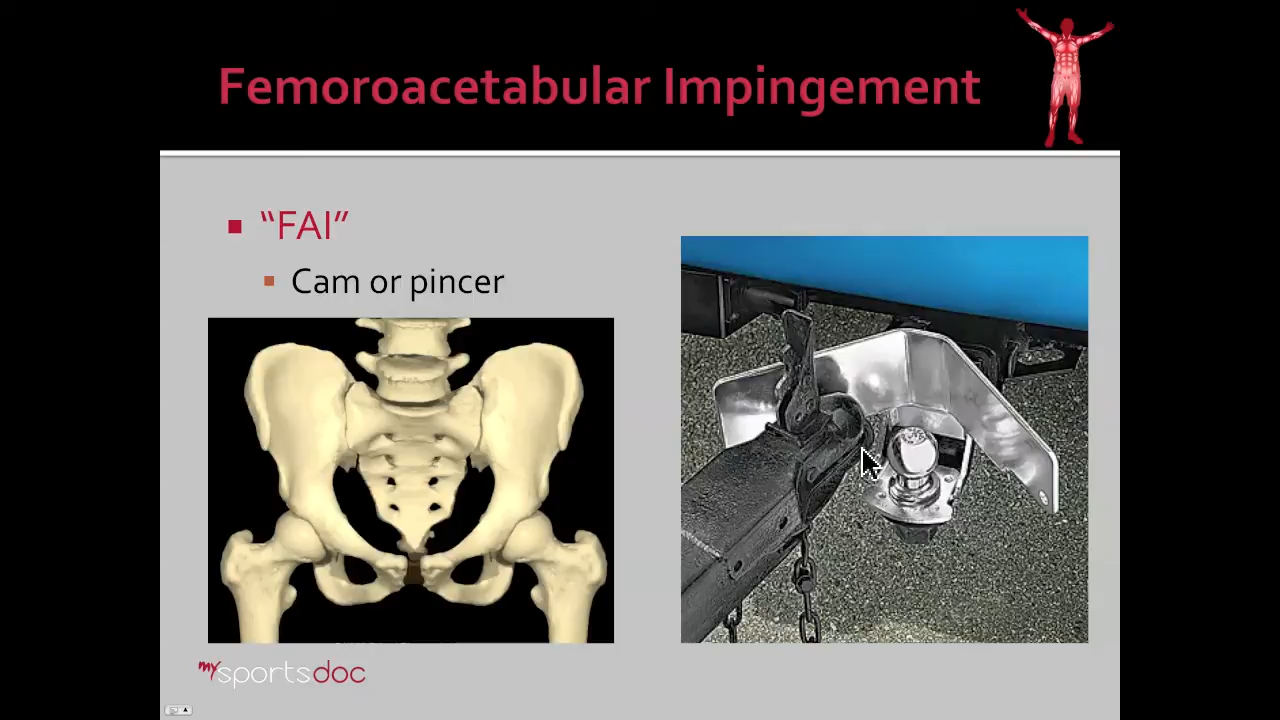 Femoroacetabular Impingement
“FAI”
Cam or pincer
mysportsdoc